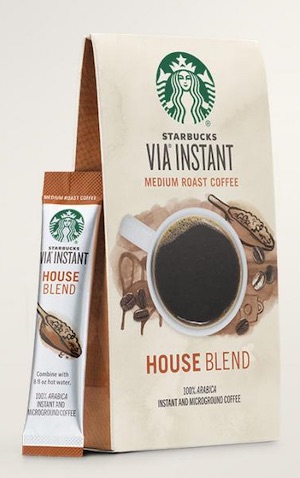 STARBUCKS
VIA® INSTANT
MEDIUM ROAST COFFEE
HOUSE BLEND
100% ARABICA
INSTANT AND MICROGROUND COFFEE
MEDIUM ROAST COFFEE
STARBUCKS
VIA® INSTANT
HOUSE
BLEND
Combine with
8 fl oz hot water.
100% ARABICA
INSTANT AND
MICROGROUND COFFEE